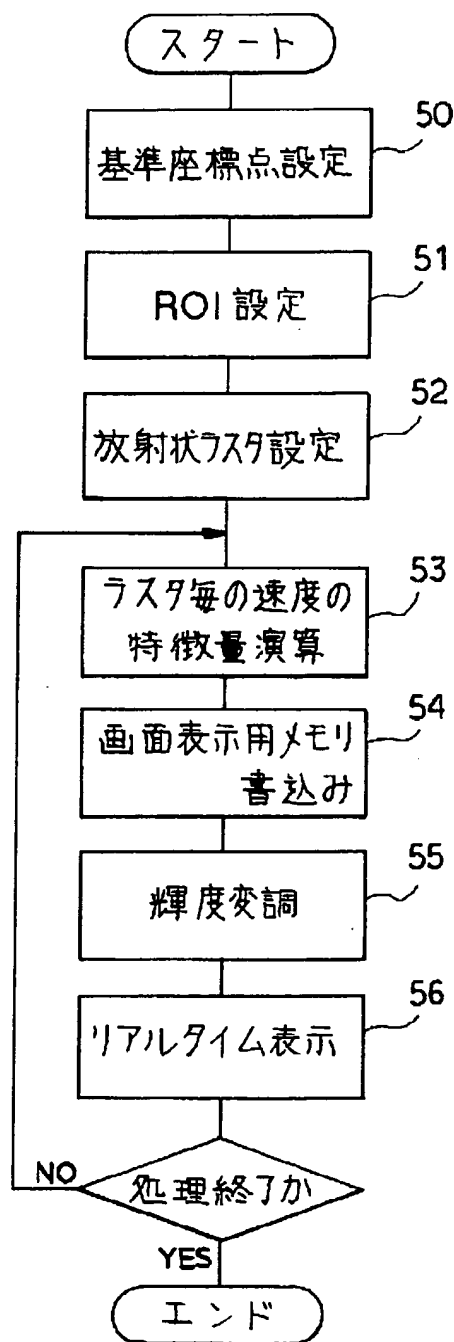 スタート
50
基準座標点設定
51
ROI設定
52
放射状ラスタ設定
53
ラスタ毎の速度の
特徴量演算
54
画面表示用メモリ
書込み
55
輝度変調
56
リアルタイム表示
NO
処理終了か
YES
エンド